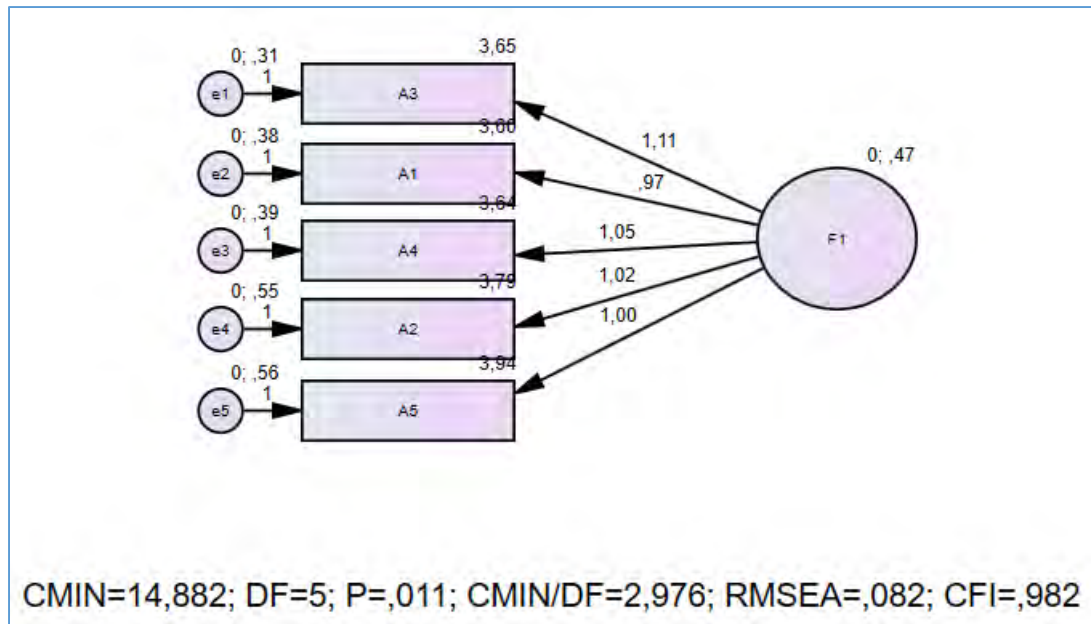 3,65
0; ,31
1
e1
A3
3,60
0; ,38
1
e2
A1
3,64
0; ,39
1
e3
A4
3,79
0; ,55
1
e4
A2
3,94
0; ,56
1
e5
A5
1,11
,97
1,05
1,02
1,00
0; ,47
F1
CMIN=14,882; DF=5; P=,011; CMIN/DF=2,976; RMSEA=,082; CFI=,982